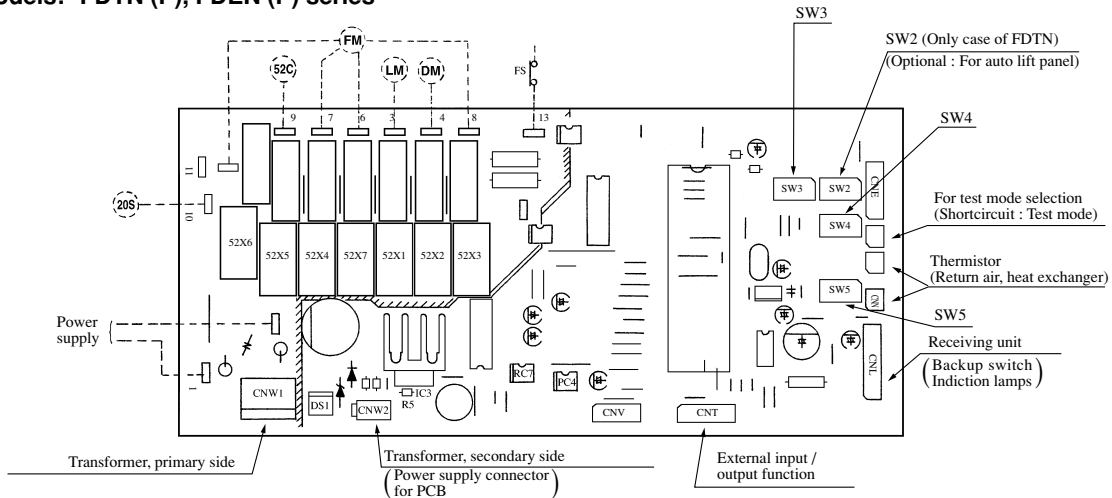 odels: FDTN (P), FDEN (P) series
SW3
SW2 (Only case of FDTN)
(Optional : For auto lift panel)
SW4
For test mode selection
(Shortcircuit : Test mode)
Thermistor
(Return air, heat exchanger)
SW5
Receiving unit
(Backup switch
Indiction lamps)
FM
52C
LM
DM
FS
20S
9
7
6
3
4
8
13
11
10
1
52X6
52X5
52X4
52X7
52X1
52X2
52X3
SW3
SW2
SW4
SW5
CNE
CNN
CNL
Power
supply
CNW1
DS1
CNW2
R5
IC3
RC7
PC4
CNV
CNT
Transformer, primary side
Transformer, secondary side
(Power supply connector
for PCB)
External input /
output function